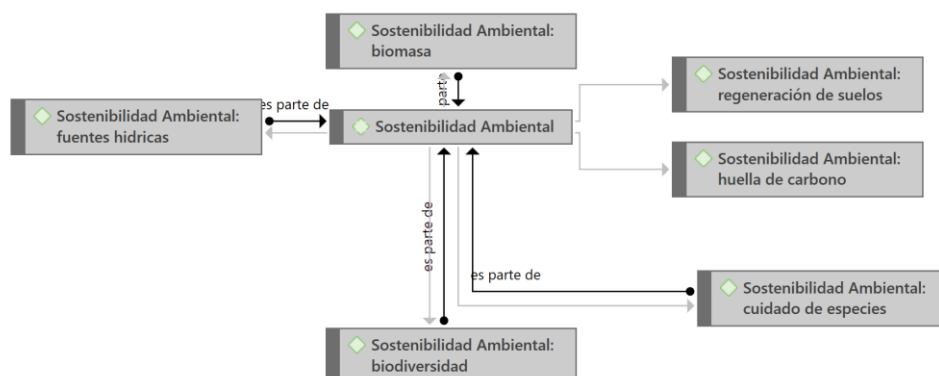 Sostenibilidad Ambiental:
biomasa
parte
Sostenibilidad Ambiental:
regeneración de suelos
es parte de
Sostenibilidad Ambiental:
fuentes hidricas
Sostenibilidad Ambiental
Sostenibilidad Ambiental:
huella de carbono
es parte de
es parte de
Sostenibilidad Ambiental:
cuidado de especies
Sostenibilidad Ambiental:
biodiversidad